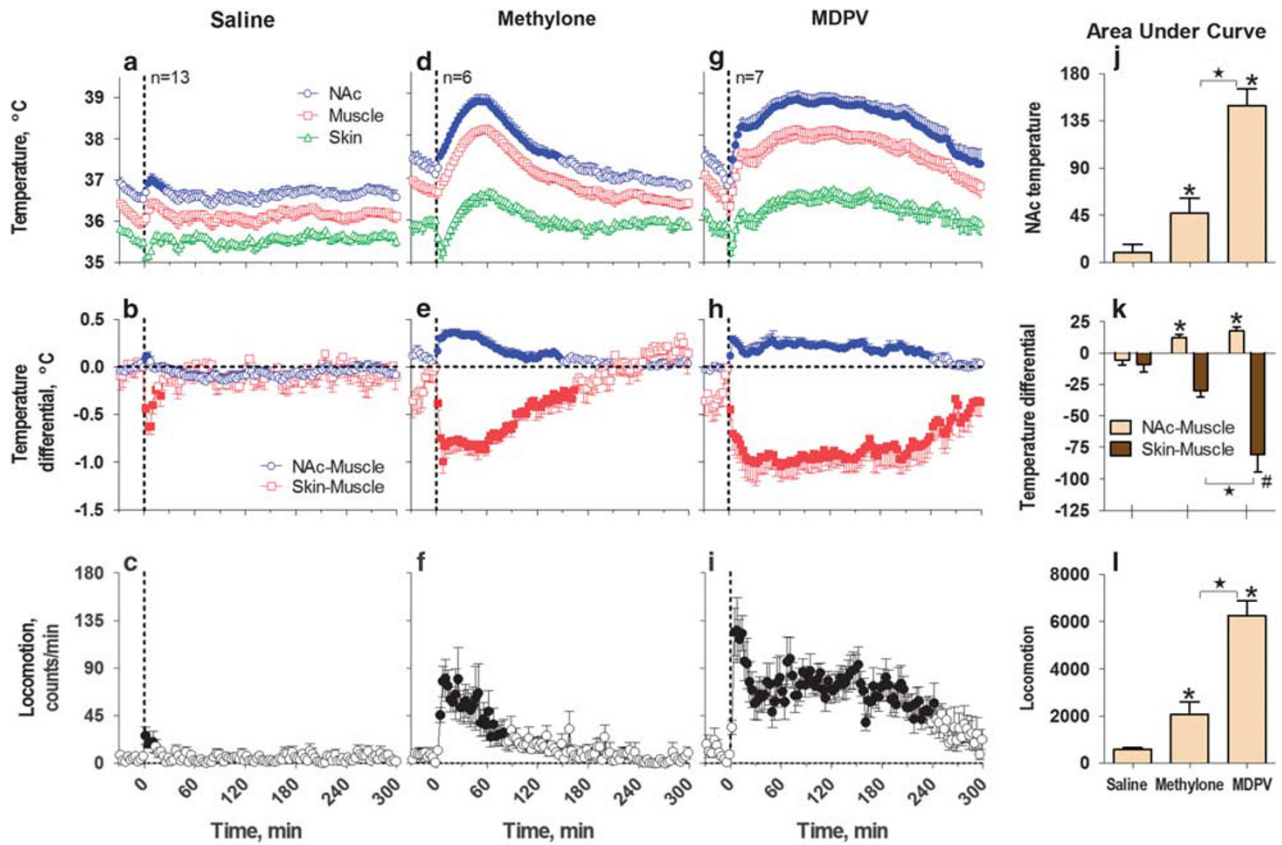 Saline
Methylone
MDPV
Area Under Curve
a
n=13
NAc
Muscle
Skin
Temperature, °C
39
38
37
36
35
d
n=6
g
n=7
j
★ *
*
NAc temperature
180
135
90
45
0
b
Temperature
differential, °C
0.5
0.0
-0.5
-1.0
-1.5
NAc-Muscle
Skin-Muscle
e
h
k
* *
Temperature differential
25
0
-25
-50
-75
-100
-125
NAc-Muscle
Skin-Muscle
★ #
c
Locomotion,
counts/min
180
135
90
45
0
0 60 120 180 240 300
Time, min
f
0 60 120 180 240 300
Time, min
i
0 60 120 180 240 300
Time, min
l
★ *
*
Locomotion
8000
6000
4000
2000
0
Saline Methylone MDPV